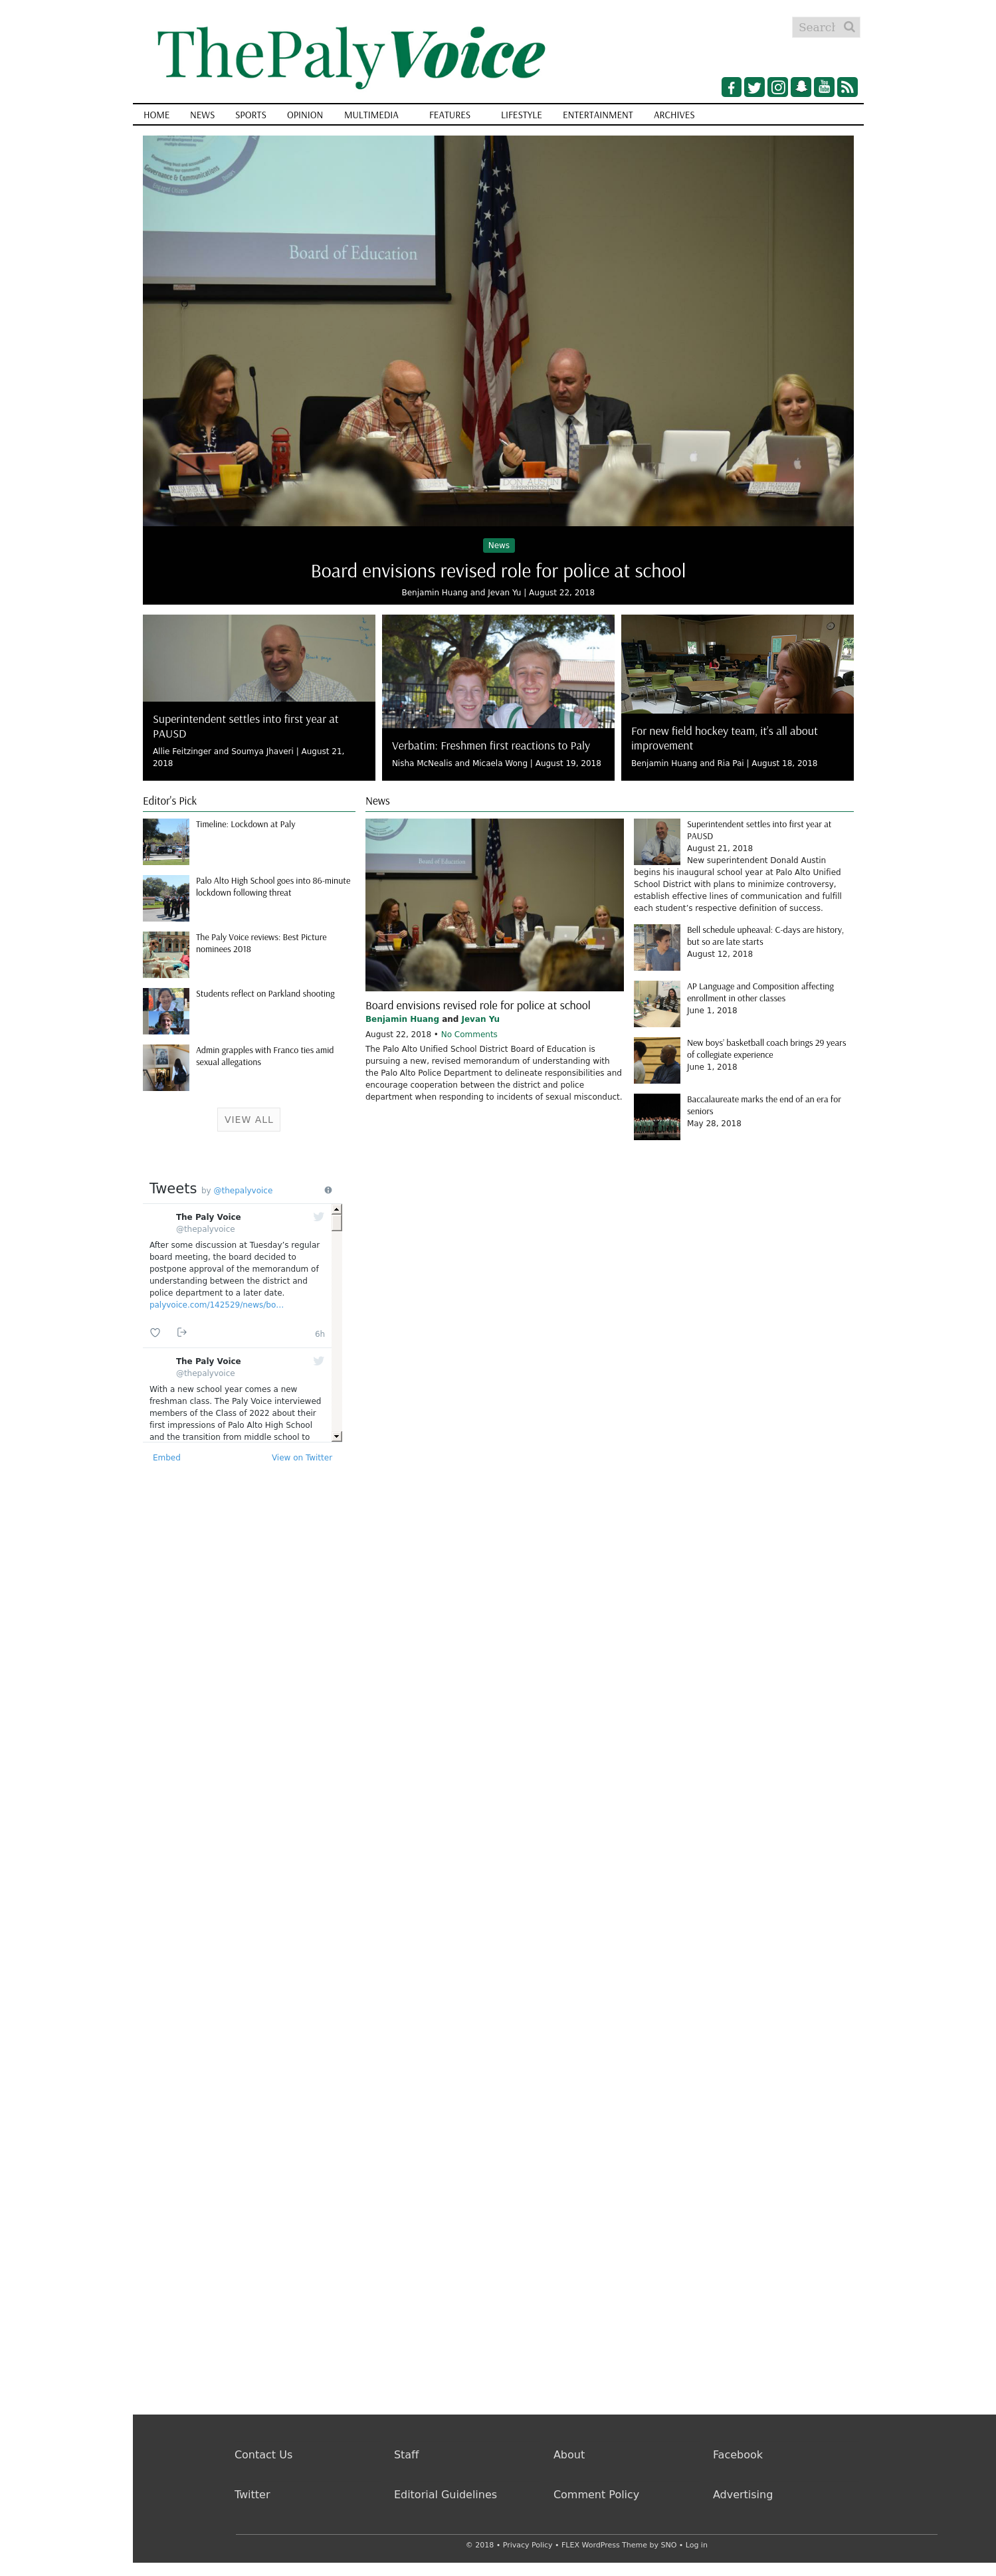 ThePalyVoice
Search
HOME NEWS SPORTS OPINION MULTIMEDIA FEATURES LIFESTYLE ENTERTAINMENT ARCHIVES
Governance & Communications
Board of Education
News
Board envisions revised role for police at school
Benjamin Huang and Jevan Yu | August 22, 2018
Superintendent settles into first year at
PAUSD
Allie Feitzinger and Soumya Jhaveri | August 21,
2018
Verbatim: Freshmen first reactions to Paly
Nisha McNealis and Micaela Wong | August 19, 2018
For new field hockey team, it's all about
improvement
Benjamin Huang and Ria Pai | August 18, 2018
Editor's Pick
Timeline: Lockdown at Paly
Palo Alto High School goes into 86-minute
lockdown following threat
The Paly Voice reviews: Best Picture
nominees 2018
Students reflect on Parkland shooting
Admin grapples with Franco ties amid
sexual allegations
VIEW ALL
News
Board of Education
Board envisions revised role for police at school
Benjamin Huang and Jevan Yu
August 22, 2018 • No Comments
The Palo Alto Unified School District Board of Education is
pursuing a new, revised memorandum of understanding with
the Palo Alto Police Department to delineate responsibilities and
encourage cooperation between the district and police
department when responding to incidents of sexual misconduct.
Superintendent settles into first year at
PAUSD
August 21, 2018
New superintendent Donald Austin
begins his inaugural school year at Palo Alto Unified
School District with plans to minimize controversy,
establish effective lines of communication and fulfill
each student’s respective definition of success.
Bell schedule upheaval: C-days are history,
but so are late starts
August 12, 2018
AP Language and Composition affecting
enrollment in other classes
June 1, 2018
New boys' basketball coach brings 29 years
of collegiate experience
June 1, 2018
Baccalaureate marks the end of an era for
seniors
May 28, 2018
Tweets by @thepalyvoice
The Paly Voice
@thepalyvoice
After some discussion at Tuesday’s regular
board meeting, the board decided to
postpone approval of the memorandum of
understanding between the district and
police department to a later date.
palyvoice.com/142529/news/bo…
6h
The Paly Voice
@thepalyvoice
With a new school year comes a new
freshman class. The Paly Voice interviewed
members of the Class of 2022 about their
first impressions of Palo Alto High School
and the transition from middle school to
Embed View on Twitter
Contact Us Staff About Facebook
Twitter Editorial Guidelines Comment Policy Advertising
© 2018 • Privacy Policy • FLEX WordPress Theme by SNO • Log in